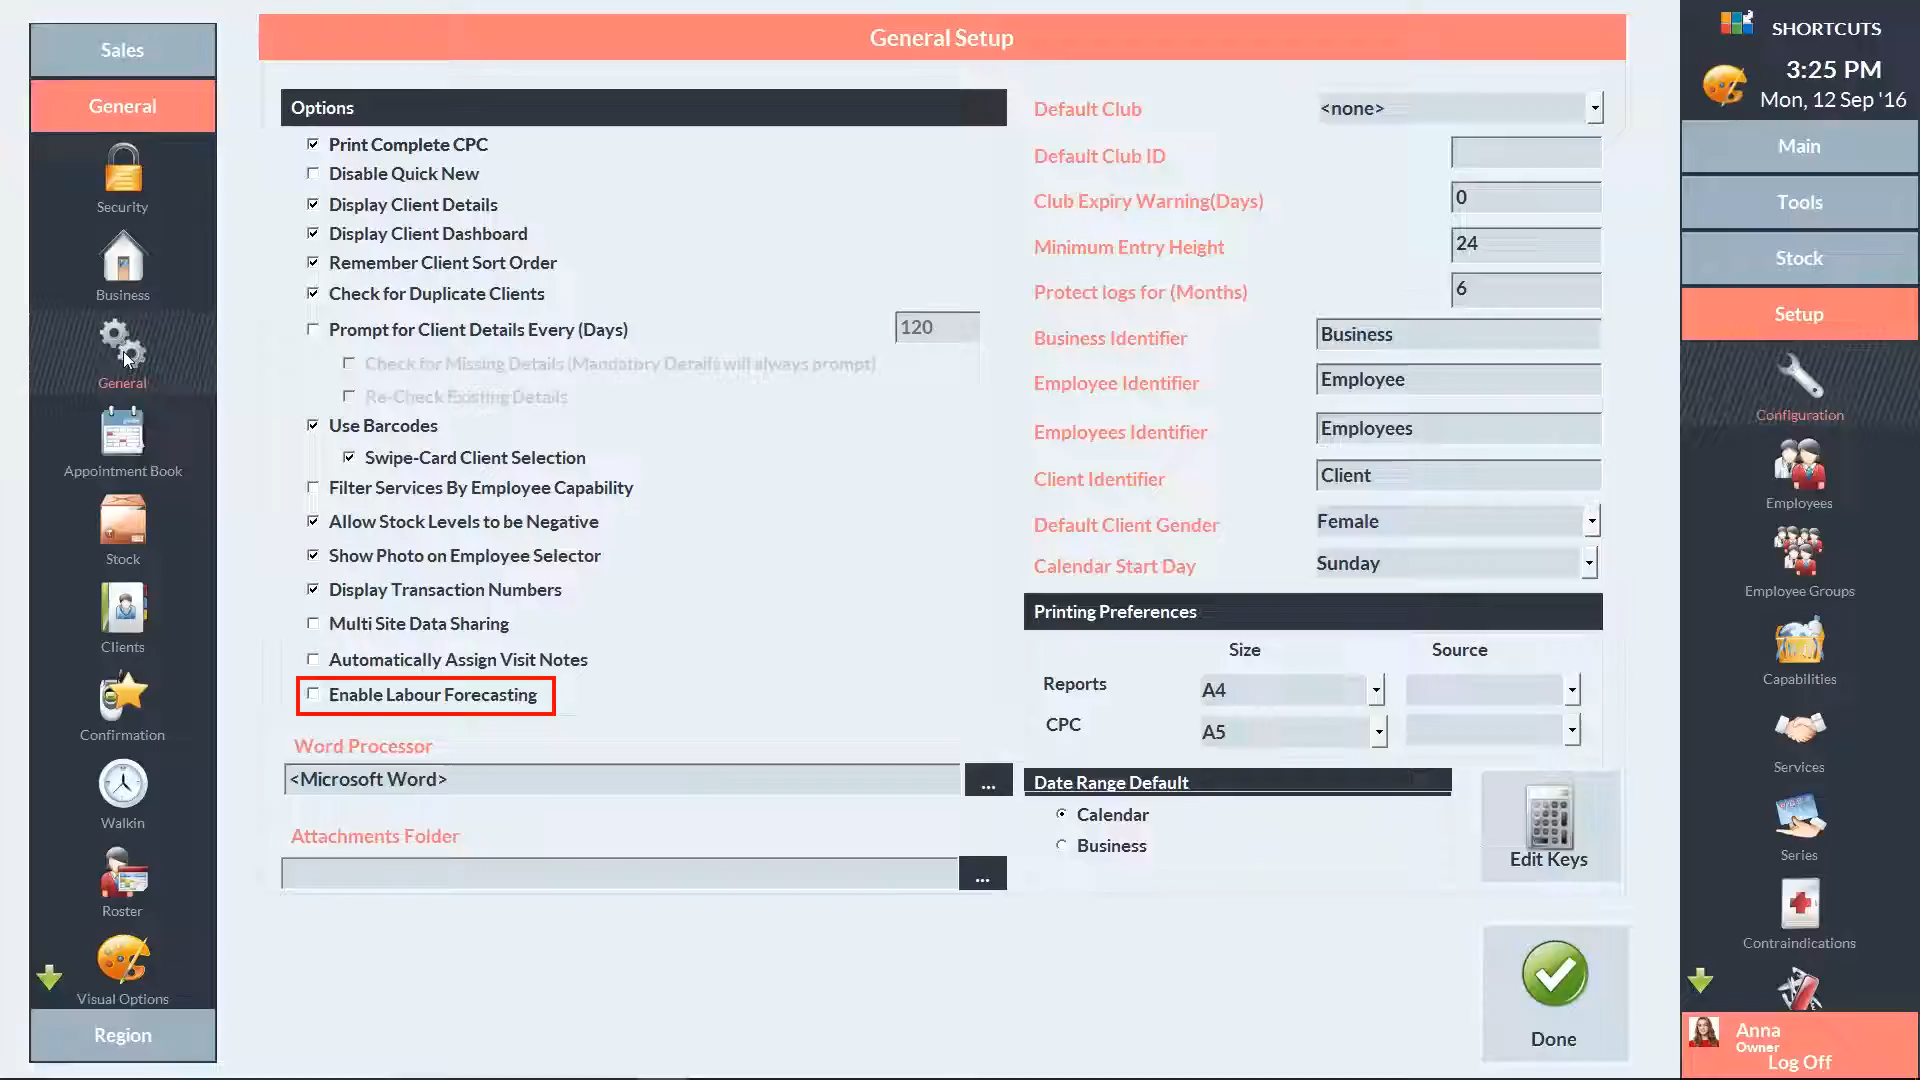 Sales
General
Security
Business
General
Appointment Book
Stock
Clients
Confirmation
Walkin
Roster
Visual Options
Region
General Setup
Options
Print Complete CPC
Disable Quick New
Display Client Details
Display Client Dashboard
Remember Client Sort Order
Check for Duplicate Clients
Prompt for Client Details Every (Days) 120
Check for Missing Details (Mandatory Details will always prompt)
Re-Check Existing Details
Use Barcodes
Swipe-Card Client Selection
Filter Services By Employee Capability
Allow Stock Levels to be Negative
Show Photo on Employee Selector
Display Transaction Numbers
Multi Site Data Sharing
Automatically Assign Visit Notes
Enable Labour Forecasting
Word Processor
<Microsoft Word> ...
Attachments Folder
...
Default Club <none>
Default Club ID
Club Expiry Warning(Days) 0
Minimum Entry Height 24
Protect logs for (Months) 6
Business Identifier Business
Employee Identifier Employee
Employees Identifier Employees
Client Identifier Client
Default Client Gender Female
Calendar Start Day Sunday
Printing Preferences
Size Source
Reports A4
CPC A5
Date Range Default
Calendar
Business
Edit Keys
Done
SHORTCUTS
3:25 PM
Mon, 12 Sep '16
Main
Tools
Stock
Setup
Configuration
Employees
Employee Groups
Capabilities
Services
Series
Contraindications
Anna
Owner
Log Off